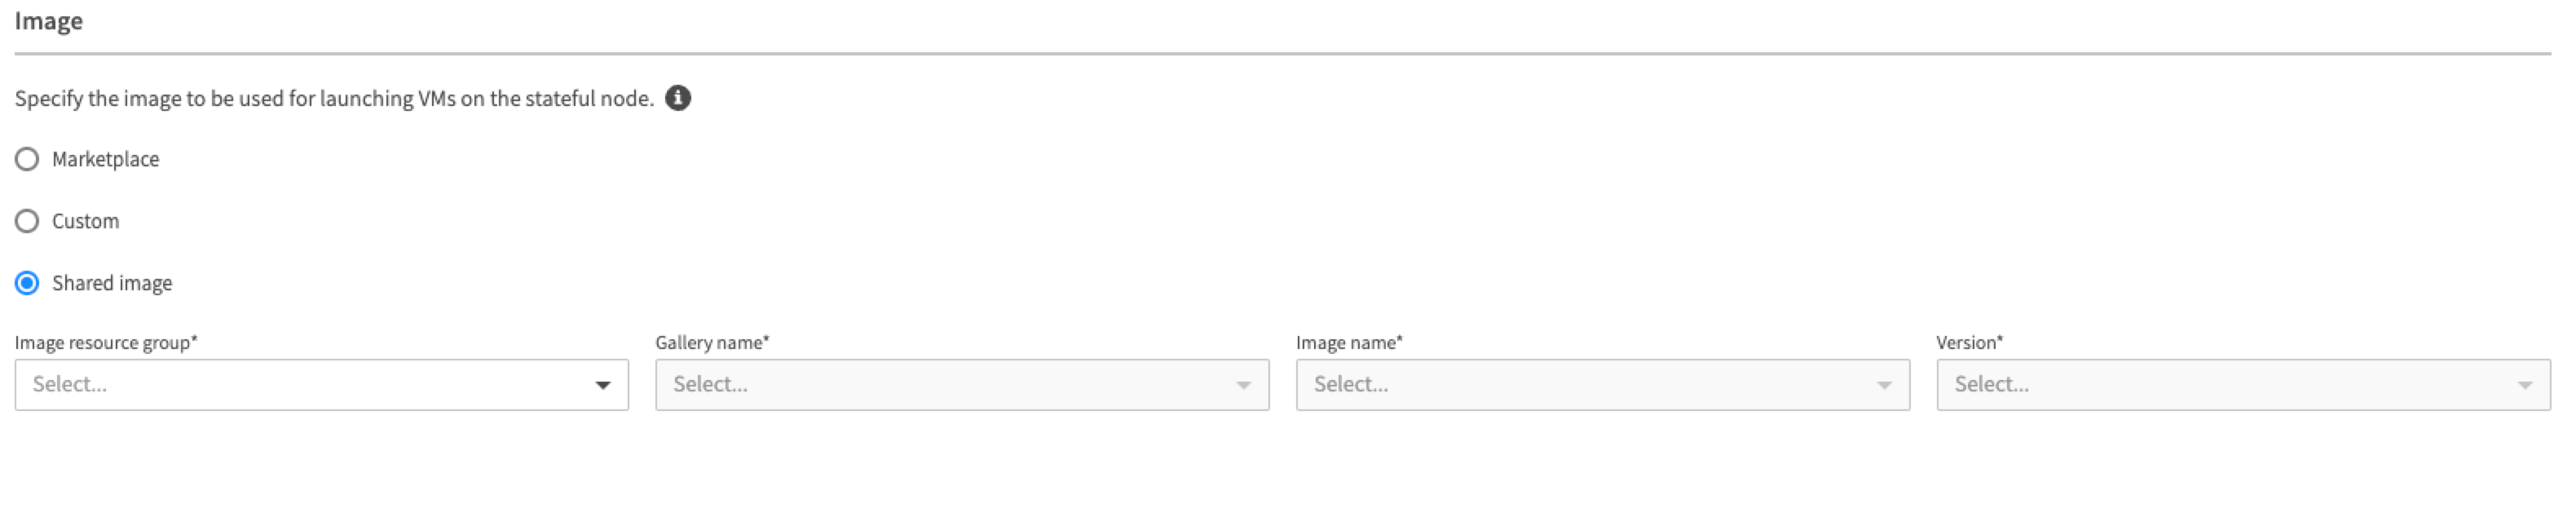 Image
Specify the image to be used for launching VMs on the stateful node.
Marketplace
Custom
Shared image
Image resource group* Gallery name* Image name* Version*
Select... Select... Select... Select...